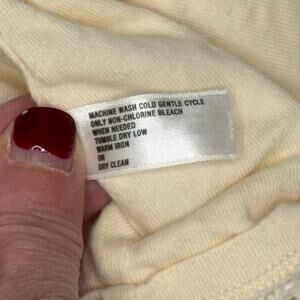 MACHINE WASH COLD GENTLE CYCLE
ONLY NON-CHLORINE BLEACH
WHEN NEEDED
TUMBLE DRY LOW
WARM IRON
OR
DRY CLEAN